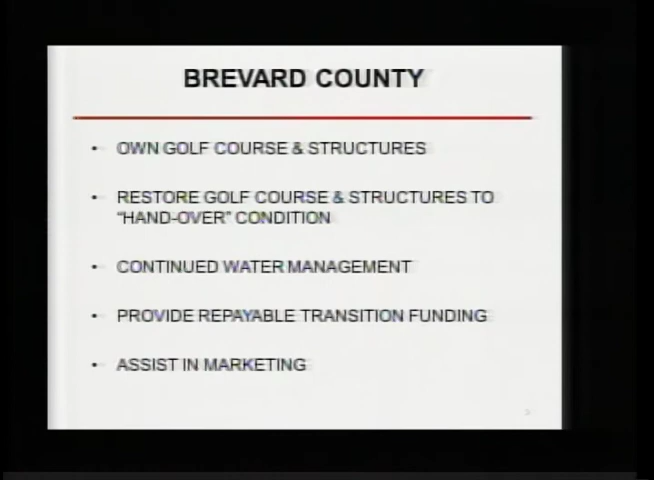 BREVARD COUNTY
• OWN GOLF COURSE & STRUCTURES
• RESTORE GOLF COURSE & STRUCTURES TO
“HAND-OVER” CONDITION
• CONTINUED WATER MANAGEMENT
• PROVIDE REPAYABLE TRANSITION FUNDING
• ASSIST IN MARKETING